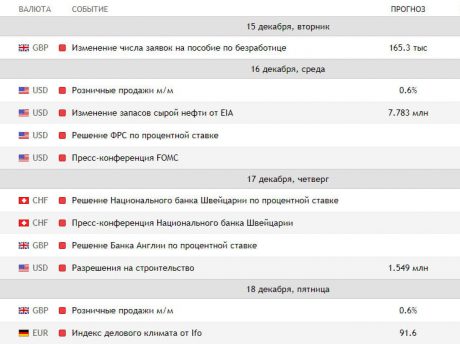 ВАЛЮТА СОБЫТИЕ ПРОГНОЗ
15 декабря, вторник
GBP Изменение числа заявок на пособие по безработице 165.3 тыс
16 декабря, среда
USD Розничные продажи м/м 0.6%
USD Изменение запасов сырой нефти от EIA 7.783 млн
USD Решение ФРС по процентной ставке
USD Пресс-конференция FOMC
17 декабря, четверг
CHF Решение Национального банка Швейцарии по процентной ставке
CHF Пресс-конференция Национального банка Швейцарии
GBP Решение Банка Англии по процентной ставке
USD Разрешения на строительство 1.549 млн
18 декабря, пятница
GBP Розничные продажи м/м 0.6%
EUR Индекс делового климата от Ifo 91.6